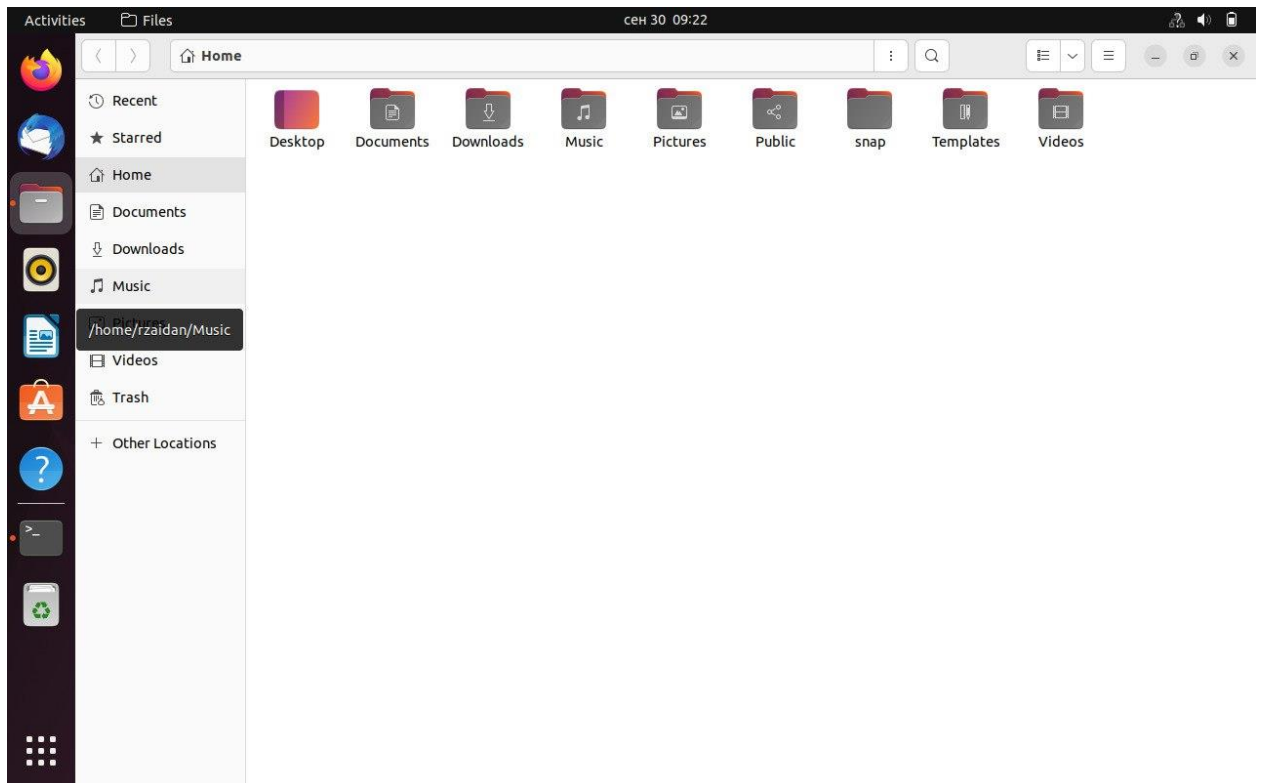 Activities Files сен 30 09:22
Home
Recent
Starred
Home
Documents
Downloads
Music
/home/rzaidan/Music
Videos
Trash
Other Locations
Desktop Documents Downloads Music Pictures Public snap Templates Videos